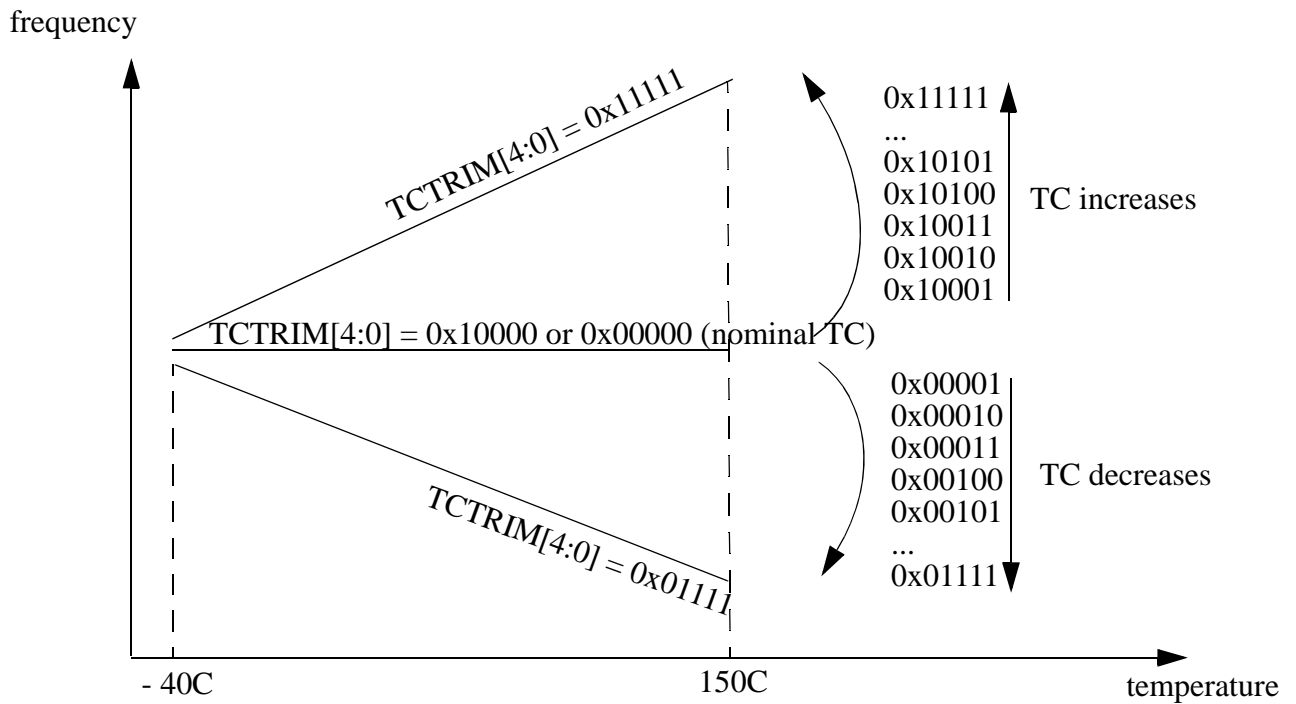 frequency
TCTRIM[4:0] = 0x11111
0x11111
...
0x10101
0x10100
0x10011
0x10010
0x10001
TC increases
TCTRIM[4:0] = 0x10000 or 0x00000 (nominal TC)
0x00001
0x00010
0x00011
0x00100
0x00101
...
0x01111
TC decreases
TCTRIM[4:0] = 0x01111
- 40C
150C
temperature